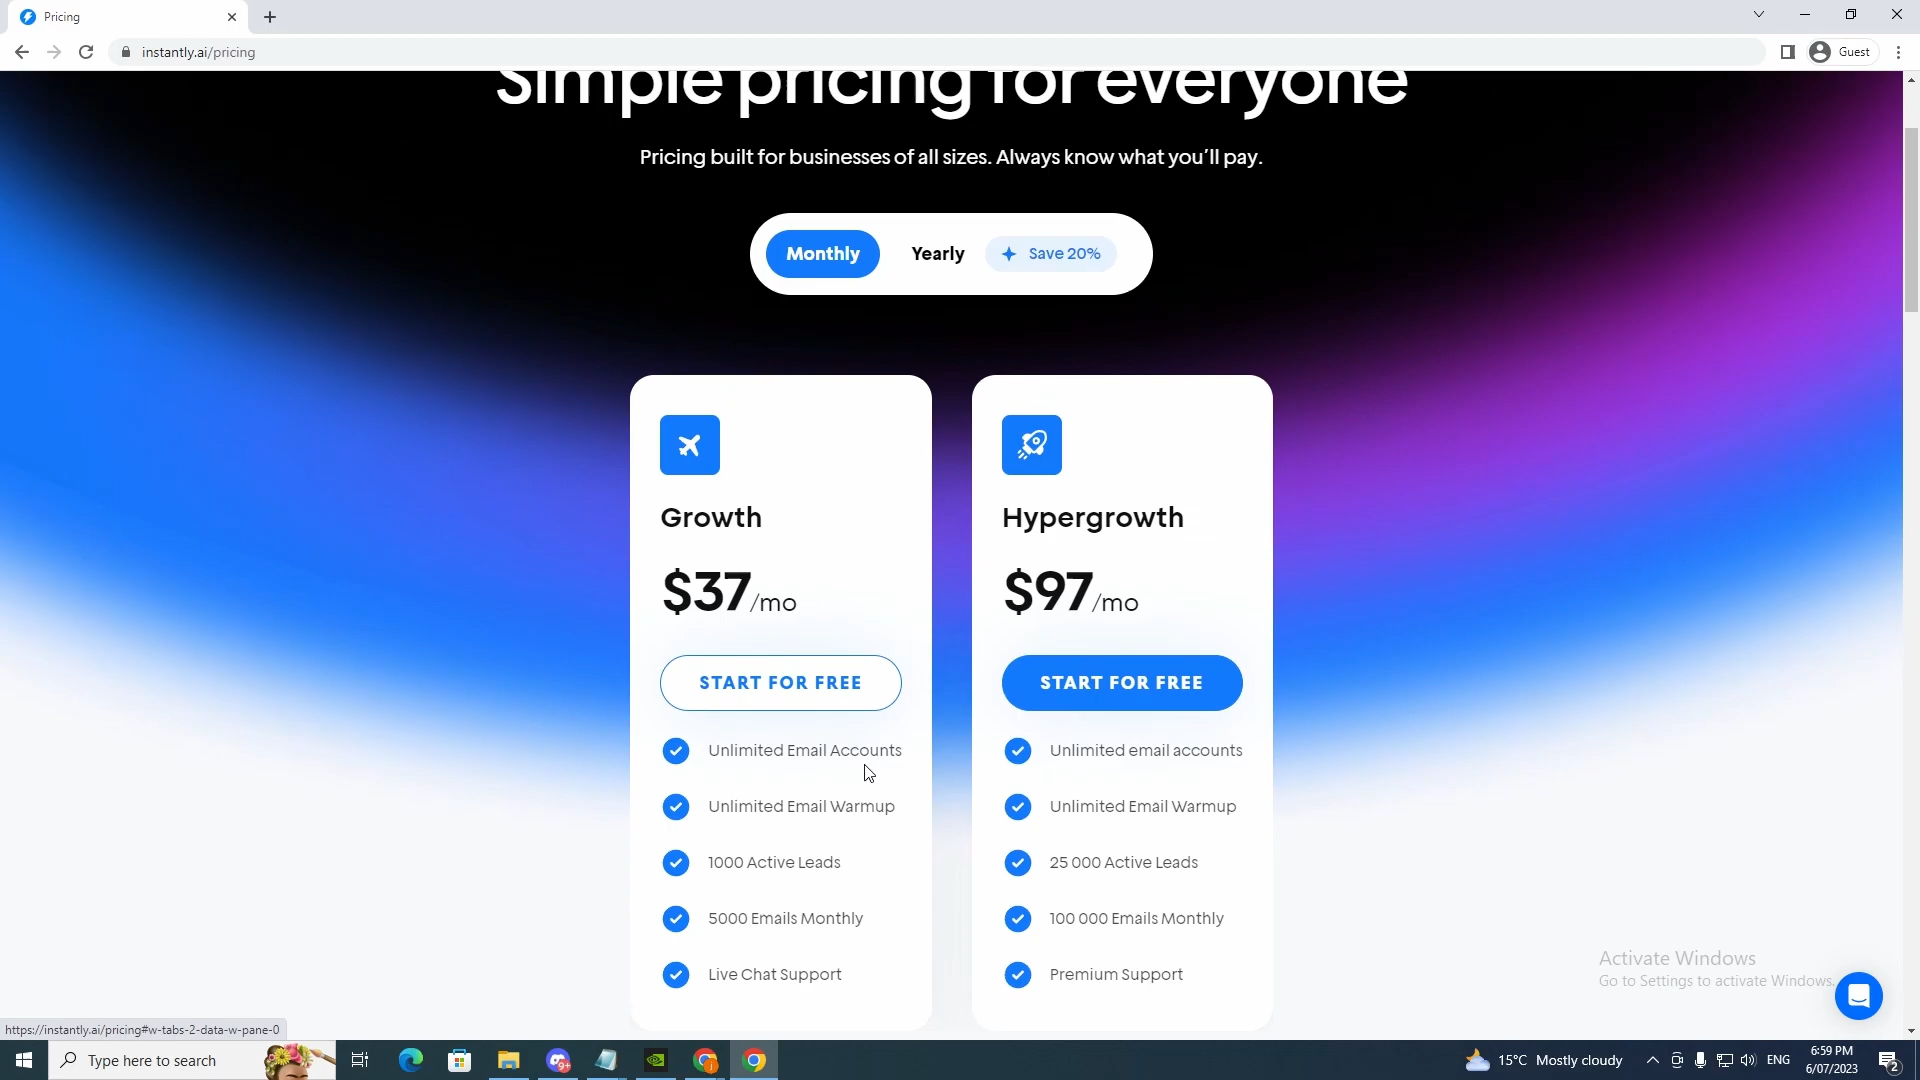 Pricing
instantly.ai/pricing
Guest
Simple pricing for everyone
Pricing built for businesses of all sizes. Always know what you'll pay.
Monthly Yearly Save 20%
Growth
$37/mo
START FOR FREE
Unlimited Email Accounts
Unlimited Email Warmup
1000 Active Leads
5000 Emails Monthly
Live Chat Support
Hypergrowth
$97/mo
START FOR FREE
Unlimited email accounts
Unlimited Email Warmup
25 000 Active Leads
100 000 Emails Monthly
Premium Support
Activate Windows
Go to Settings to activate Windows.
https://instantly.ai/pricing#w-tabs-2-data-w-pane-0
Type here to search
9+
15°C Mostly cloudy
ENG
6:59 PM
6/07/2023
2